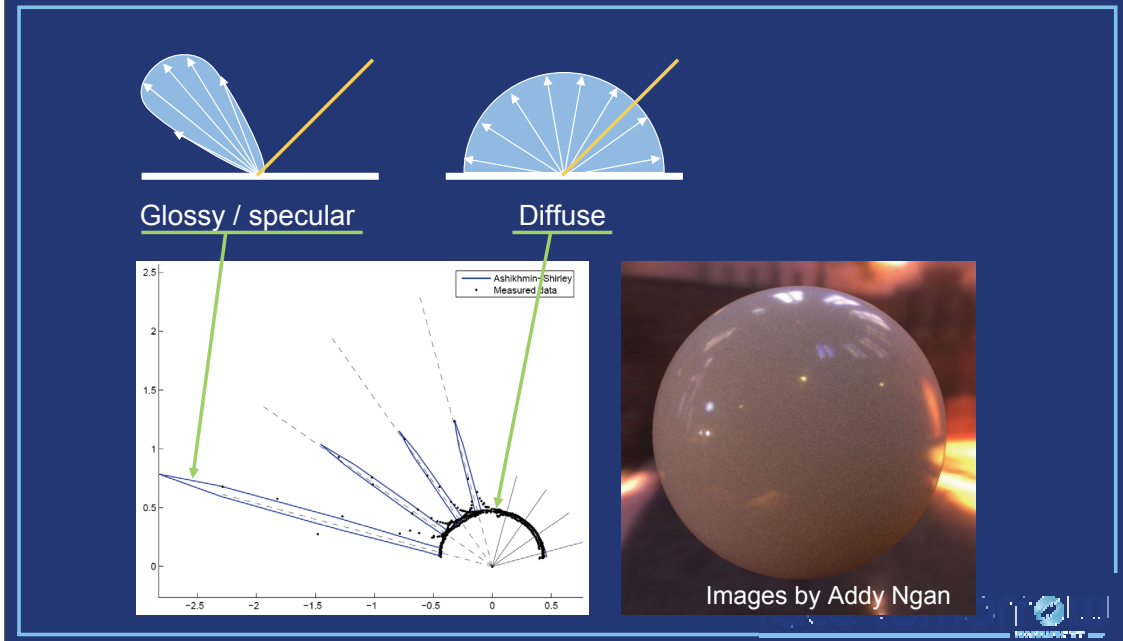 Glossy / specular
Diffuse
Ashikhmin-Shirley
Measured data
2.5
2
1.5
1
0.5
0
−2.5
−2
−1.5
−1
−0.5
0
0.5
Images by Addy Ngan